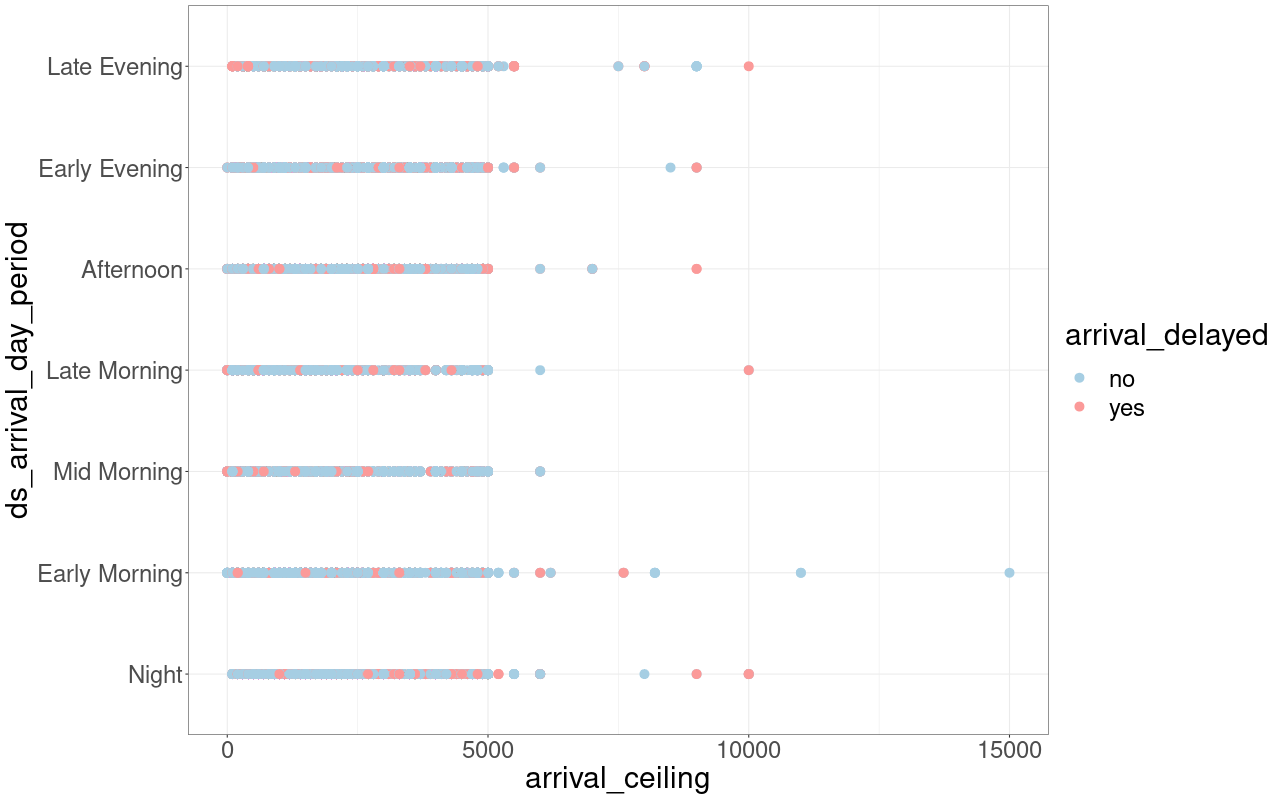 Late Evening
Early Evening
Afternoon
Late Morning
Mid Morning
Early Morning
Night
ds_arrival_day_period
0 5000 10000 15000
arrival_ceiling
arrival_delayed
no
yes